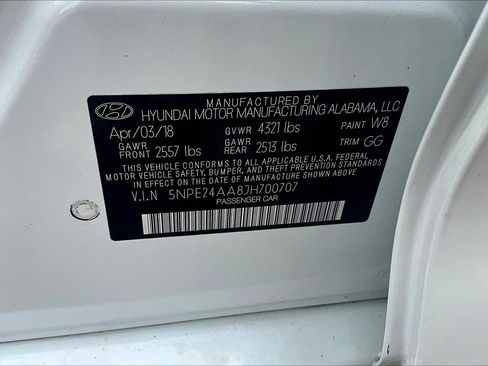 MANUFACTURED BY
HYUNDAI MOTOR MANUFACTURING ALABAMA, LLC
Apr/03/18 GVWR 4321 lbs PAINT W8
GAWR FRONT 2557 lbs GAWR REAR 2513 lbs TRIM GG
THIS VEHICLE CONFORMS TO ALL APPLICABLE U.S. FEDERAL
MOTOR VEHICLE SAFETY, BUMPER, AND THEFT PREVENTION STANDARDS
IN EFFECT ON THE DATE OF MANUFACTURE SHOWN ABOVE.
V.I.N 5NPE24AA8JH700707
PASSENGER CAR